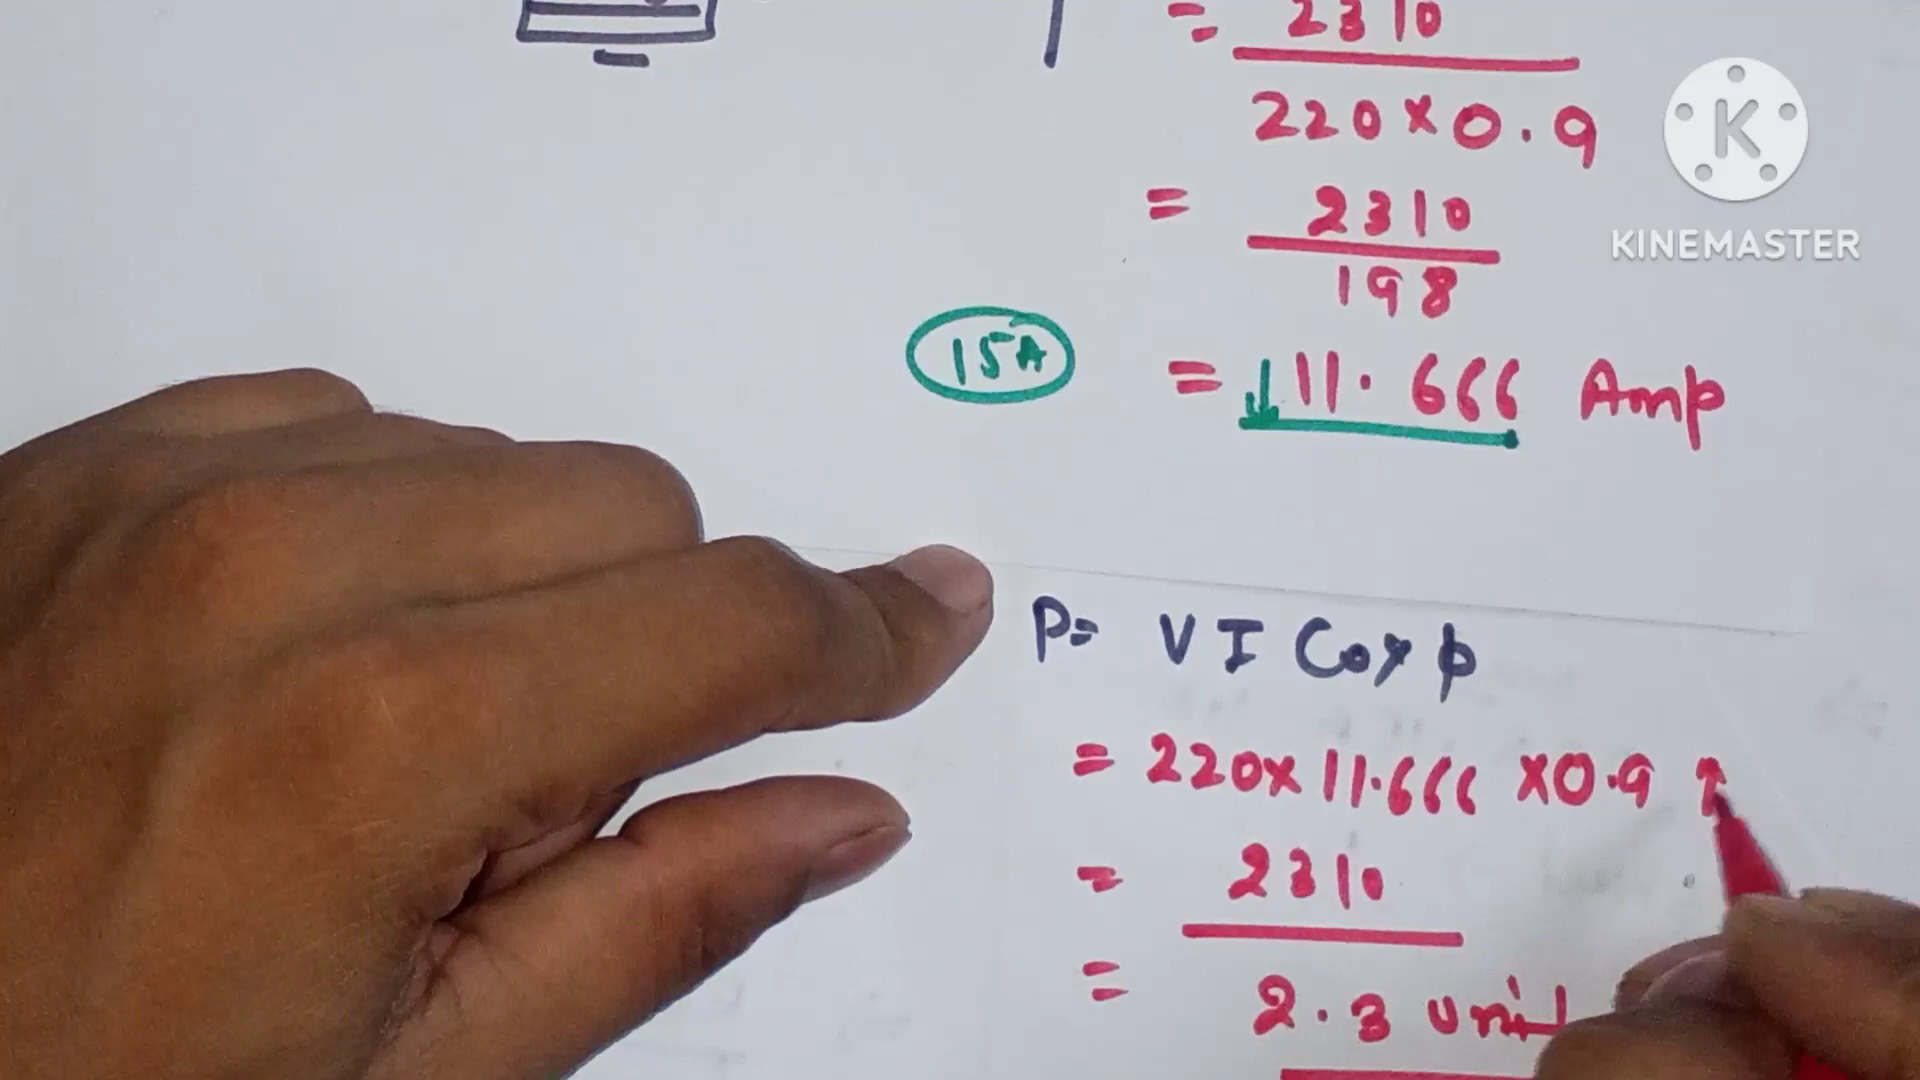 = 2310
220 × 0.9
K
KINEMASTER
= 2310
198
15A
= 11.666 Amp
P = V I Cos φ
= 220 × 11.666 × 0.9
= 2310
= 2.3 unit